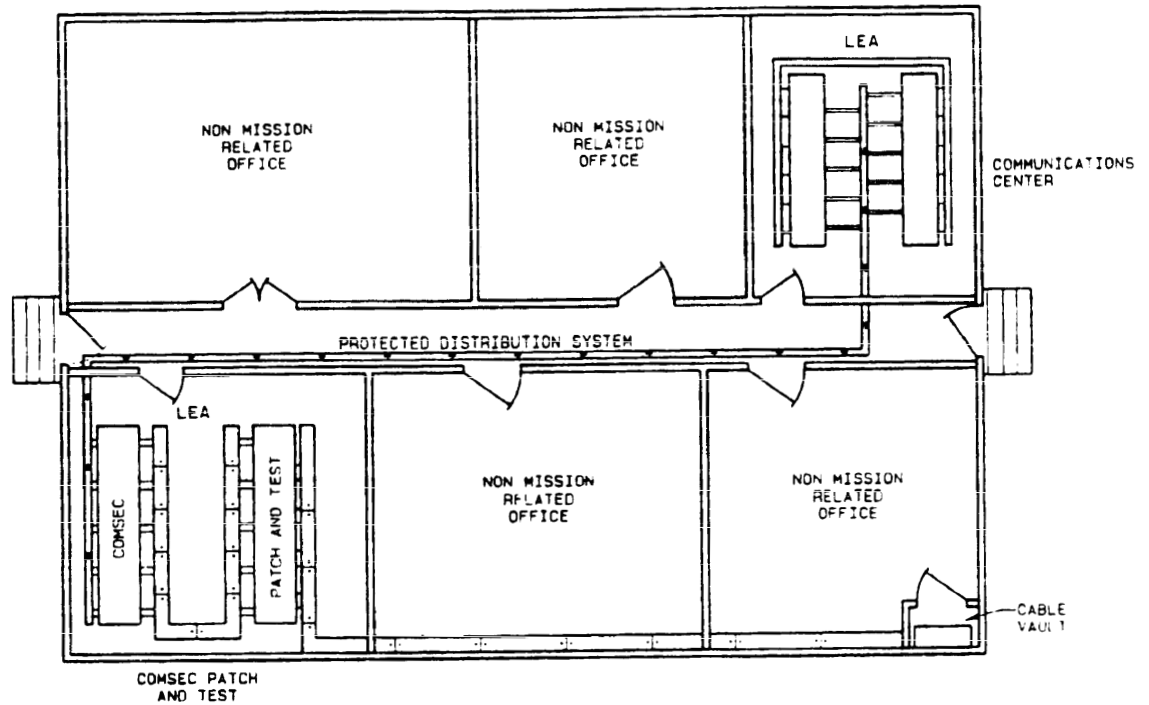 LEA
NON MISSION
RELATED
OFFICE
NON MISSION
RELATED
OFFICE
COMMUNICATIONS
CENTER
PROTECTED DISTRIBUTION SYSTEM
LEA
COMSEC
PATCH AND TEST
NON MISSION
RELATED
OFFICE
NON MISSION
RELATED
OFFICE
CABLE
VAULT
COMSEC PATCH
AND TEST